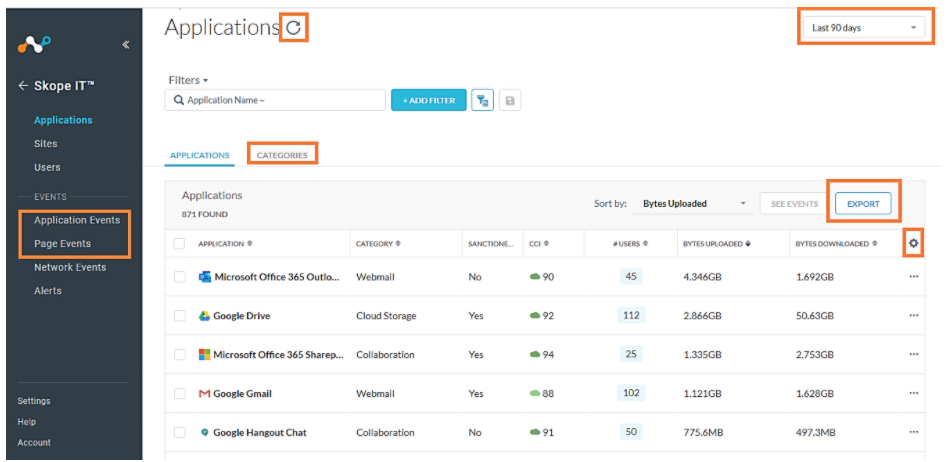 Skope IT™
Applications
Sites
Users
EVENTS
Application Events
Page Events
Network Events
Alerts
Settings
Help
Account
Applications
Last 90 days
Filters
Application Name ~
+ ADD FILTER
APPLICATIONS
CATEGORIES
Applications
871 FOUND
Sort by: Bytes Uploaded
SEE EVENTS
EXPORT
APPLICATION CATEGORY SANCTIONE... CCI # USERS BYTES UPLOADED BYTES DOWNLOADED
Microsoft Office 365 Outlo... Webmail No 90 45 4.346GB 1.692GB ...
Google Drive Cloud Storage Yes 92 112 2.866GB 50.63GB ...
Microsoft Office 365 Sharep... Collaboration Yes 94 25 1.335GB 2.753GB ...
Google Gmail Webmail Yes 88 102 1.121GB 1.628GB ...
Google Hangout Chat Collaboration No 91 50 775.6MB 497.3MB ...